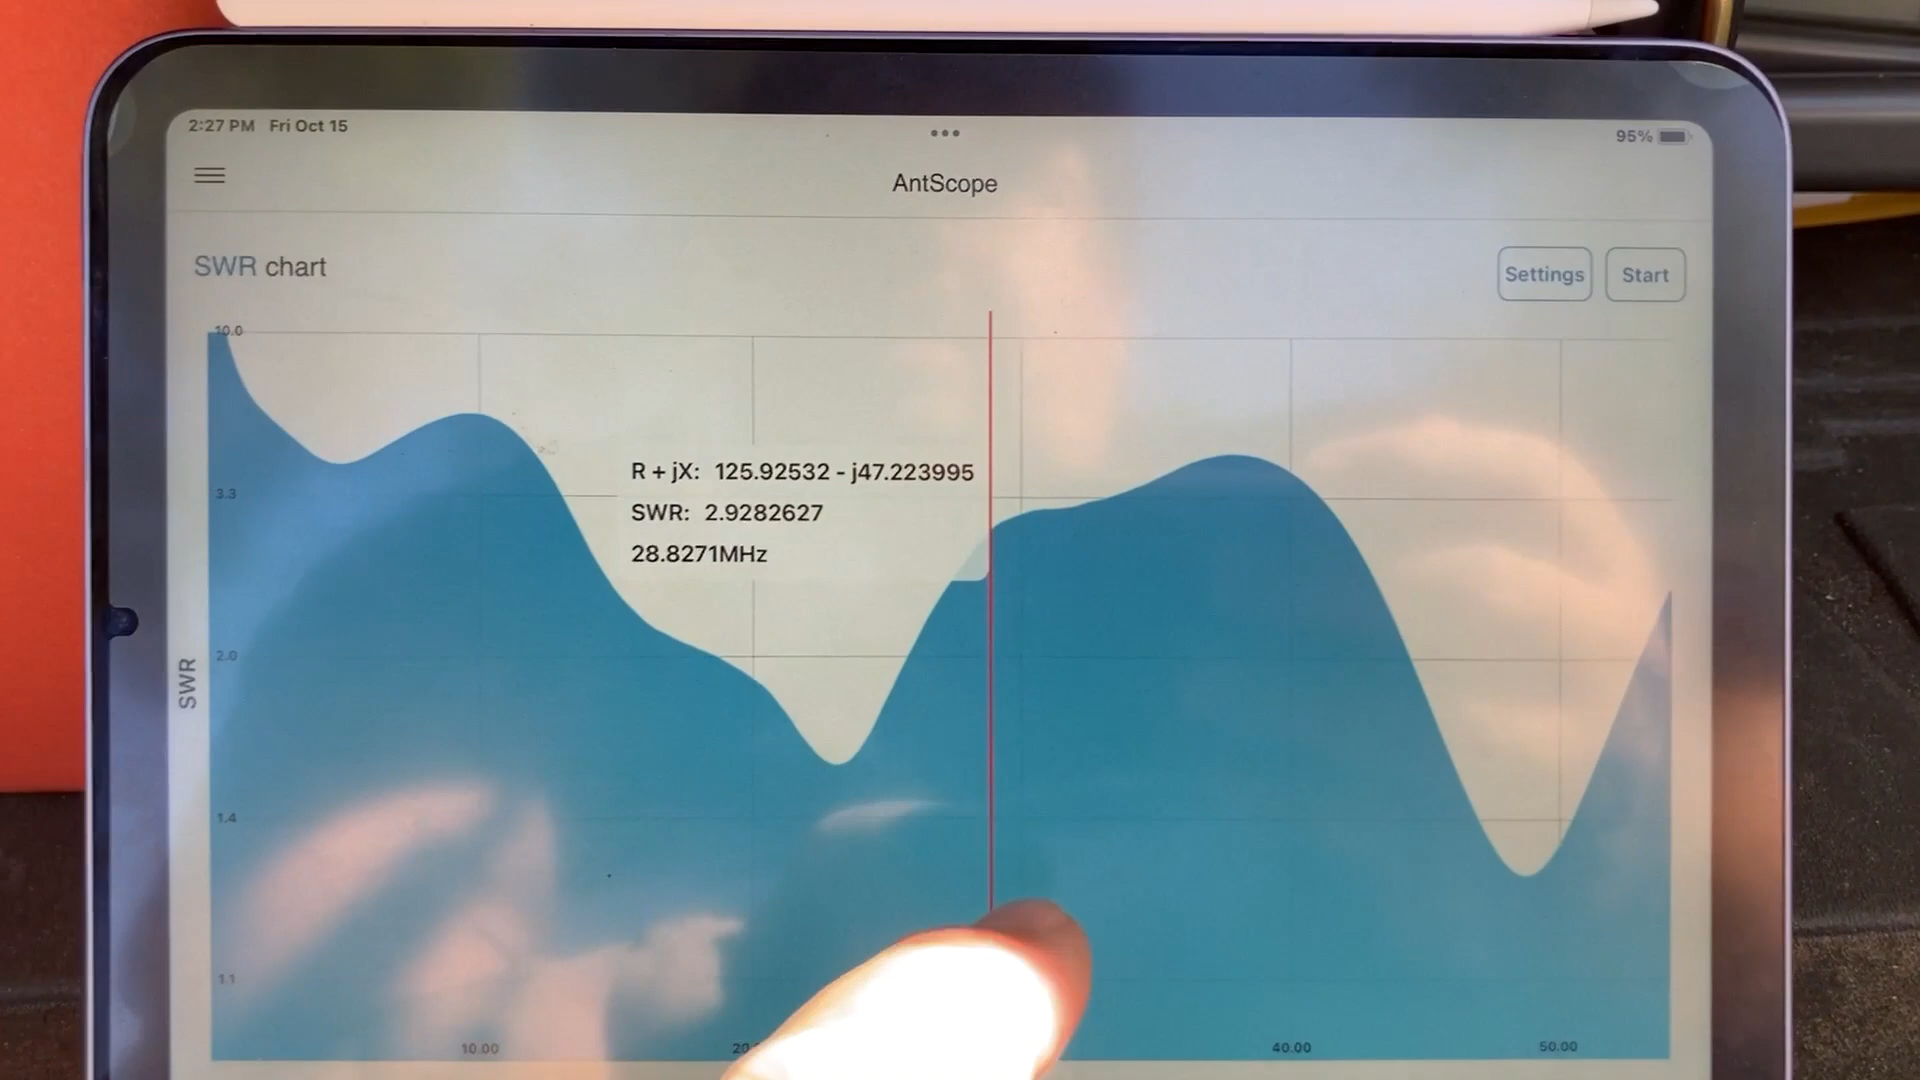 2:27 PM Fri Oct 15
95%
AntScope
SWR chart
Settings
Start
10.0
R + jX: 125.92532 - j47.223995
3.3
SWR: 2.9282627
28.8271MHz
2.0
SWR
1.4
1.1
10.00
40.00
50.00